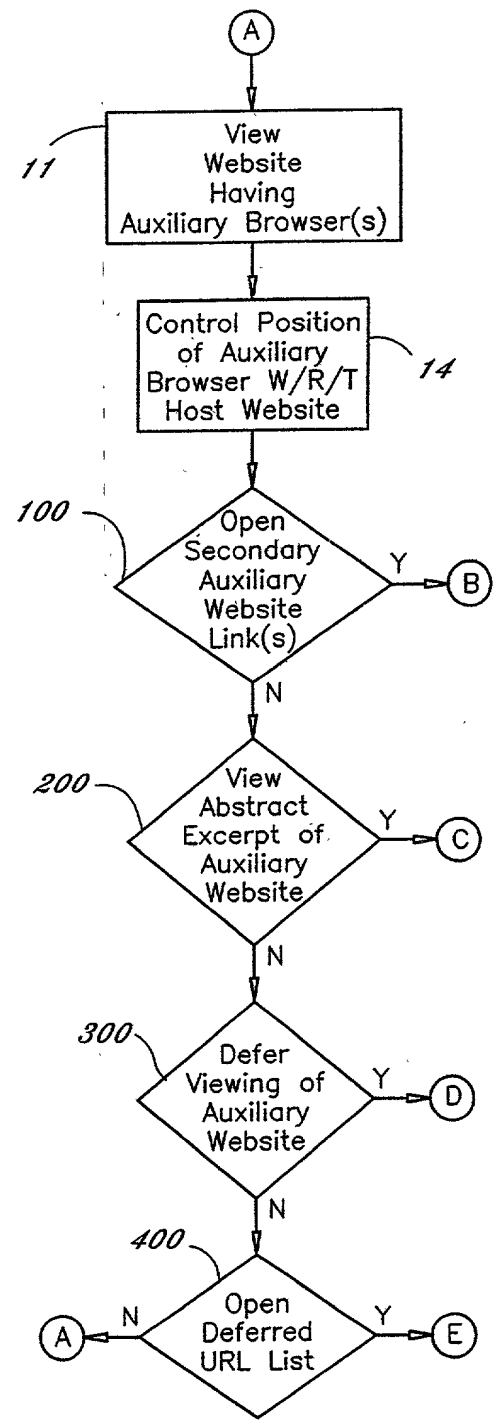 A
11
View
Website
Having
Auxiliary Browser(s)
Control Position
of Auxiliary
Browser W/R/T
Host Website
14
100
Open
Secondary
Auxiliary
Website
Link(s)
Y
B
N
200
View
Abstract
Excerpt of
Auxiliary
Website
Y
C
N
300
Defer
Viewing of
Auxiliary
Website
Y
D
N
400
Open
Deferred
URL List
N
A
Y
E